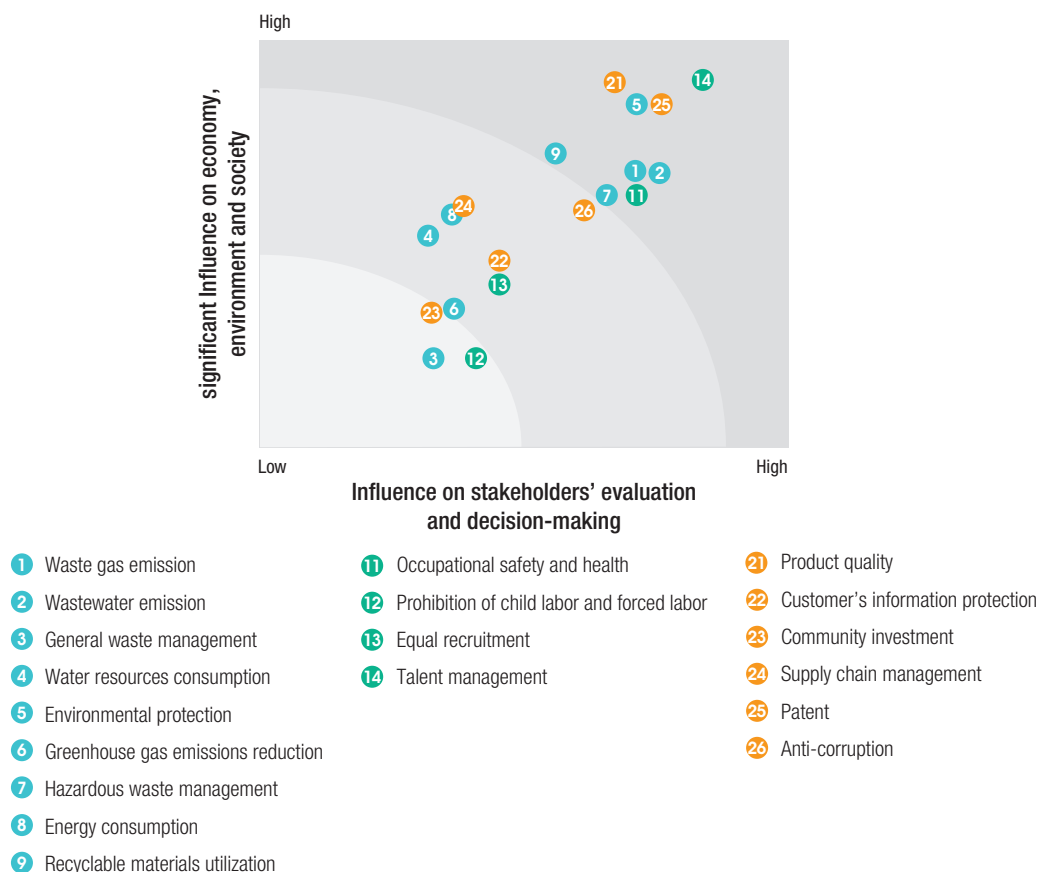 High
significant Influence on economy,
environment and society
21
14
5
25
9
1
2
7
11
26
24
8
4
22
13
6
23
3
12
Low
High
Influence on stakeholders’ evaluation
and decision-making
1 Waste gas emission
2 Wastewater emission
3 General waste management
4 Water resources consumption
5 Environmental protection
6 Greenhouse gas emissions reduction
7 Hazardous waste management
8 Energy consumption
9 Recyclable materials utilization
11 Occupational safety and health
12 Prohibition of child labor and forced labor
13 Equal recruitment
14 Talent management
21 Product quality
22 Customer’s information protection
23 Community investment
24 Supply chain management
25 Patent
26 Anti-corruption